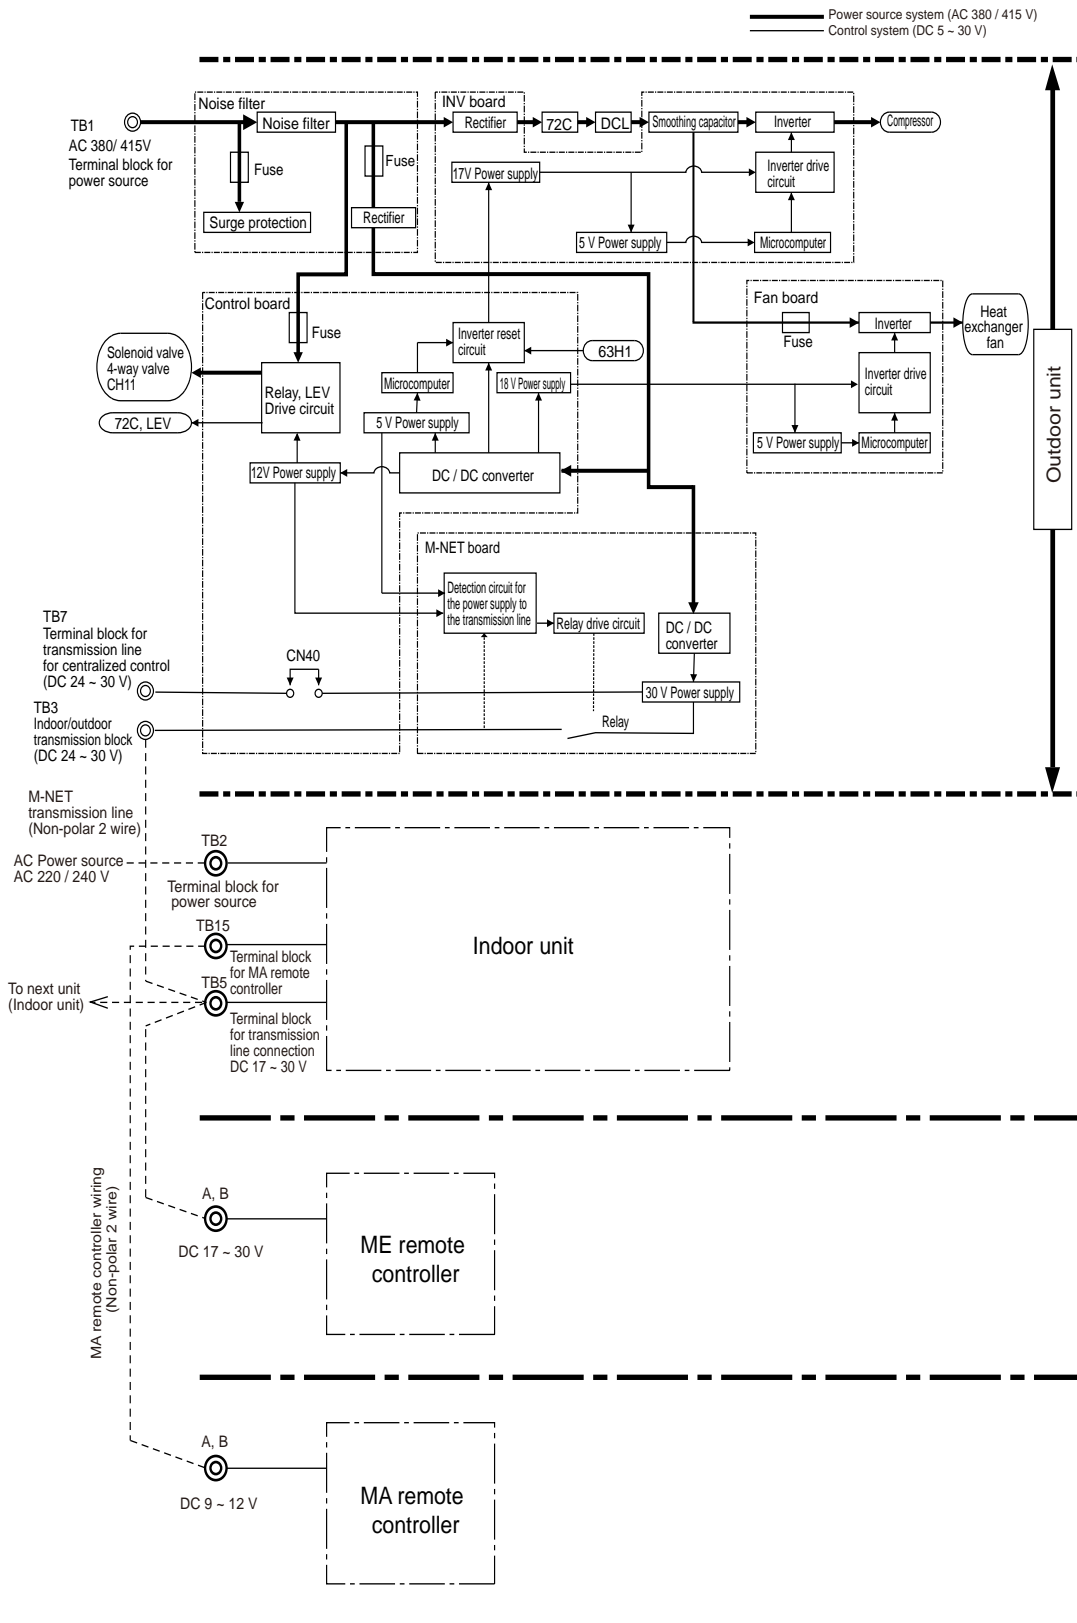 Power source system (AC 380 / 415 V)
Control system (DC 5 ~ 30 V)
Noise filter
INV board
TB1
AC 380/ 415V
Terminal block for
power source
Noise filter
Rectifier
72C
DCL
Smoothing capacitor
Inverter
Compressor
Fuse
Fuse
17V Power supply
Inverter drive
circuit
Surge protection
Rectifier
5 V Power supply
Microcomputer
Control board
Fan board
Fuse
Inverter reset
circuit
63H1
Fuse
Inverter
Heat
exchanger
fan
Solenoid valve
4-way valve
CH11
Relay, LEV
Drive circuit
Microcomputer
18 V Power supply
Inverter drive
circuit
72C, LEV
5 V Power supply
5 V Power supply
Microcomputer
12V Power supply
DC / DC converter
Outdoor unit
M-NET board
Detection circuit for
the power supply to
the transmission line
Relay drive circuit
DC / DC
converter
TB7
Terminal block for
transmission line
for centralized control
(DC 24 ~ 30 V)
CN40
30 V Power supply
TB3
Indoor/outdoor
transmission block
(DC 24 ~ 30 V)
Relay
M-NET
transmission line
(Non-polar 2 wire)
AC Power source
AC 220 / 240 V
TB2
Terminal block for
power source
TB15
Terminal block
for MA remote
controller
Indoor unit
To next unit
(Indoor unit)
TB5
Terminal block
for transmission
line connection
DC 17 ~ 30 V
MA remote controller wiring
(Non-polar 2 wire)
A, B
DC 17 ~ 30 V
ME remote
controller
A, B
DC 9 ~ 12 V
MA remote
controller